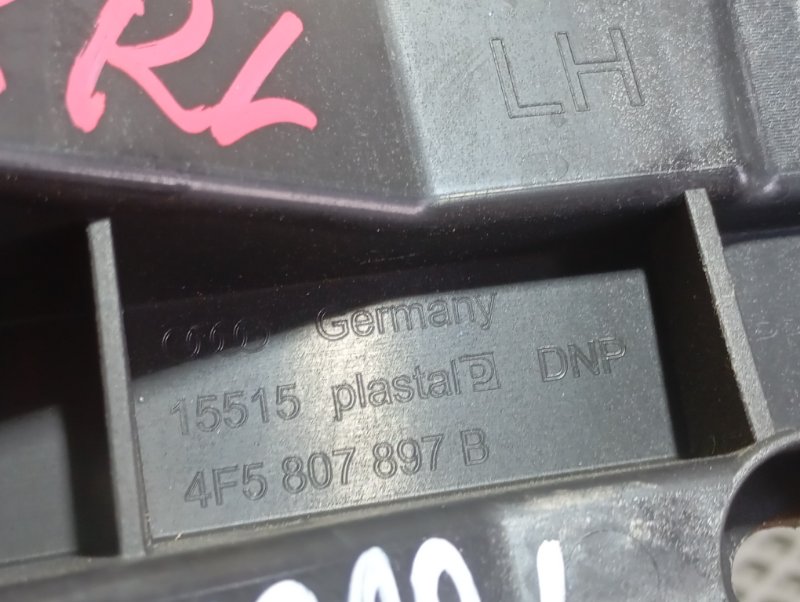 RL
LH
Germany
15515 plastal DNP
4F5 807 897 B